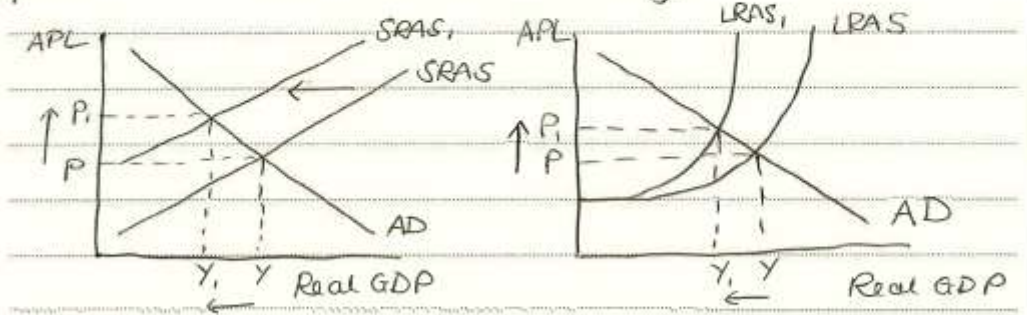 APL
SRAS₁
SRAS
P₁
P
AD
Y₁ Y Real GDP
APL
LRAS₁ LRAS
P₁
P
AD
Y₁ Y Real GDP